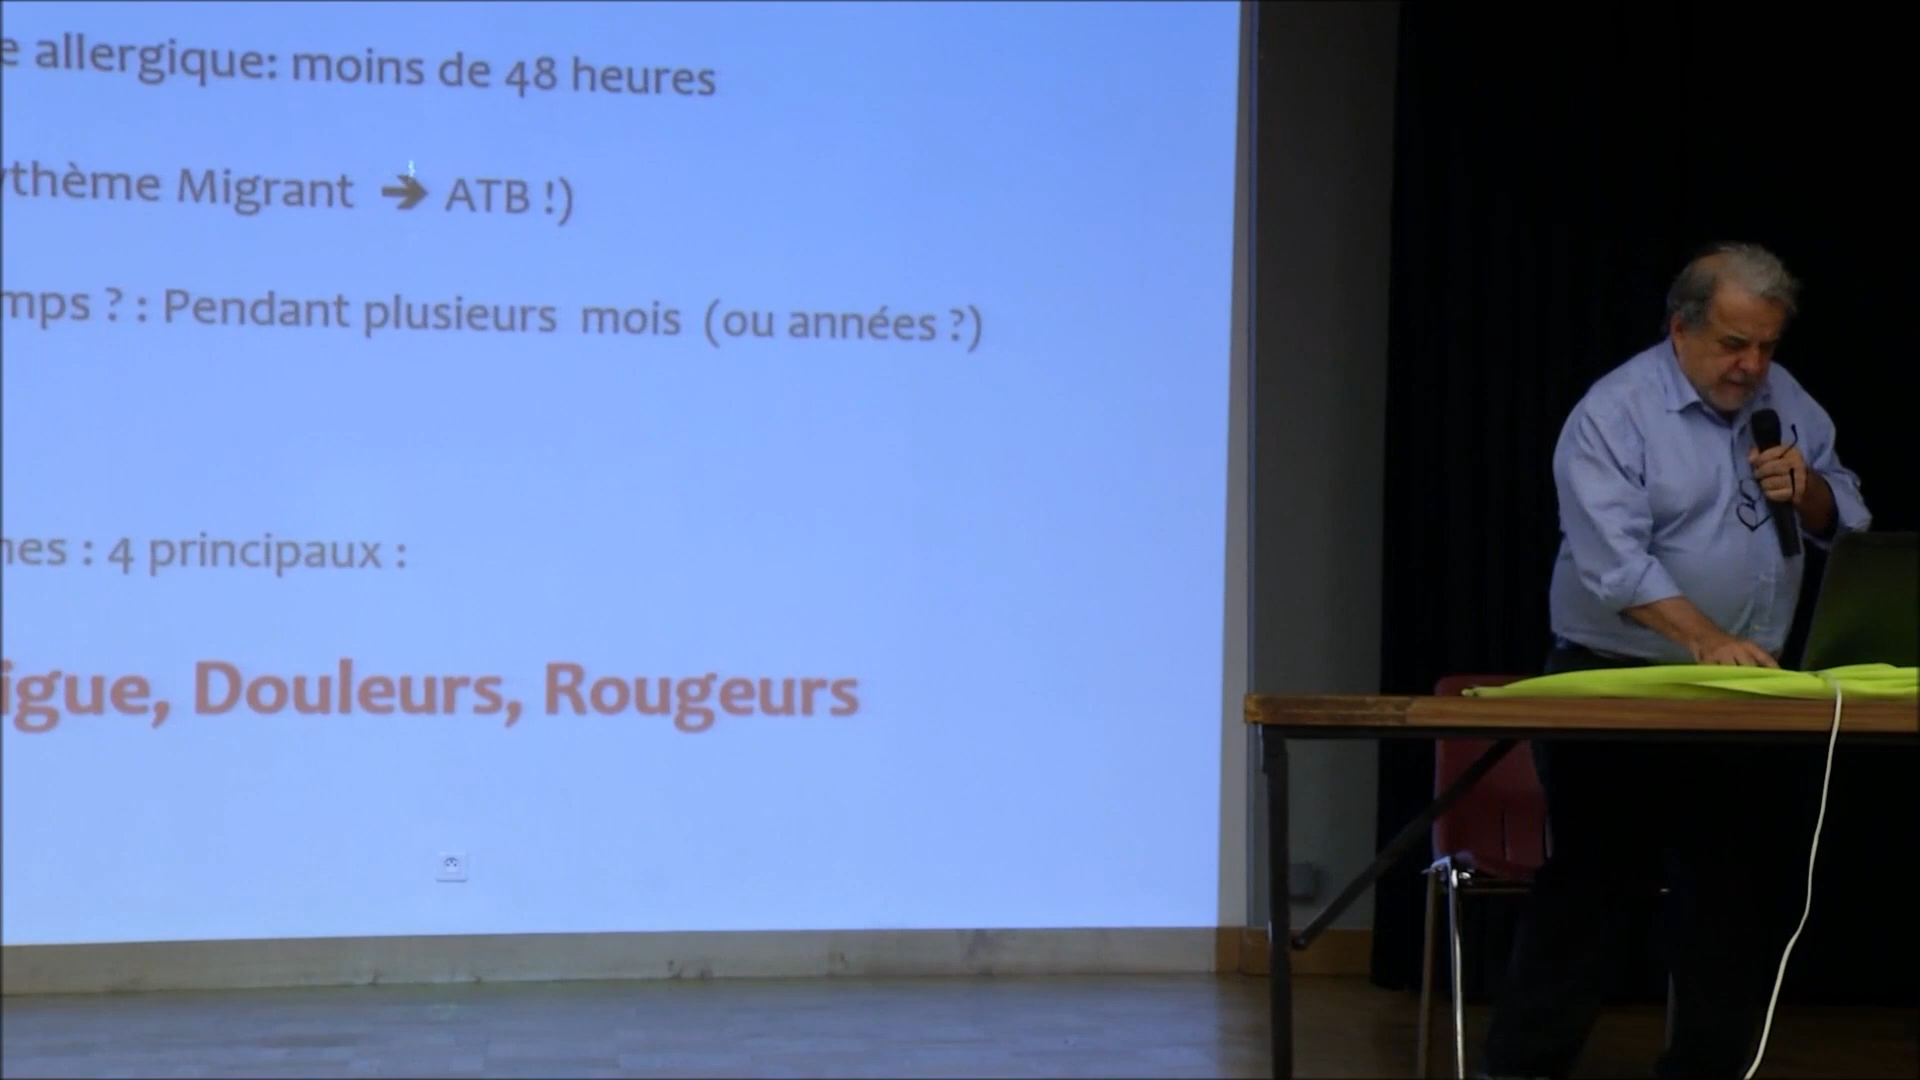 e allergique: moins de 48 heures
ythème Migrant ➔ ATB !)
mps ? : Pendant plusieurs mois (ou années ?)
nes : 4 principaux :
igue, Douleurs, Rougeurs